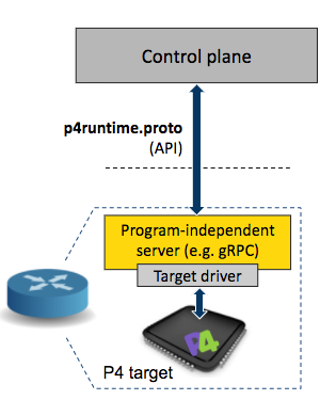 Control plane
p4runtime.proto
(API)
Program-independent
server (e.g. gRPC)
Target driver
P4
P4 target